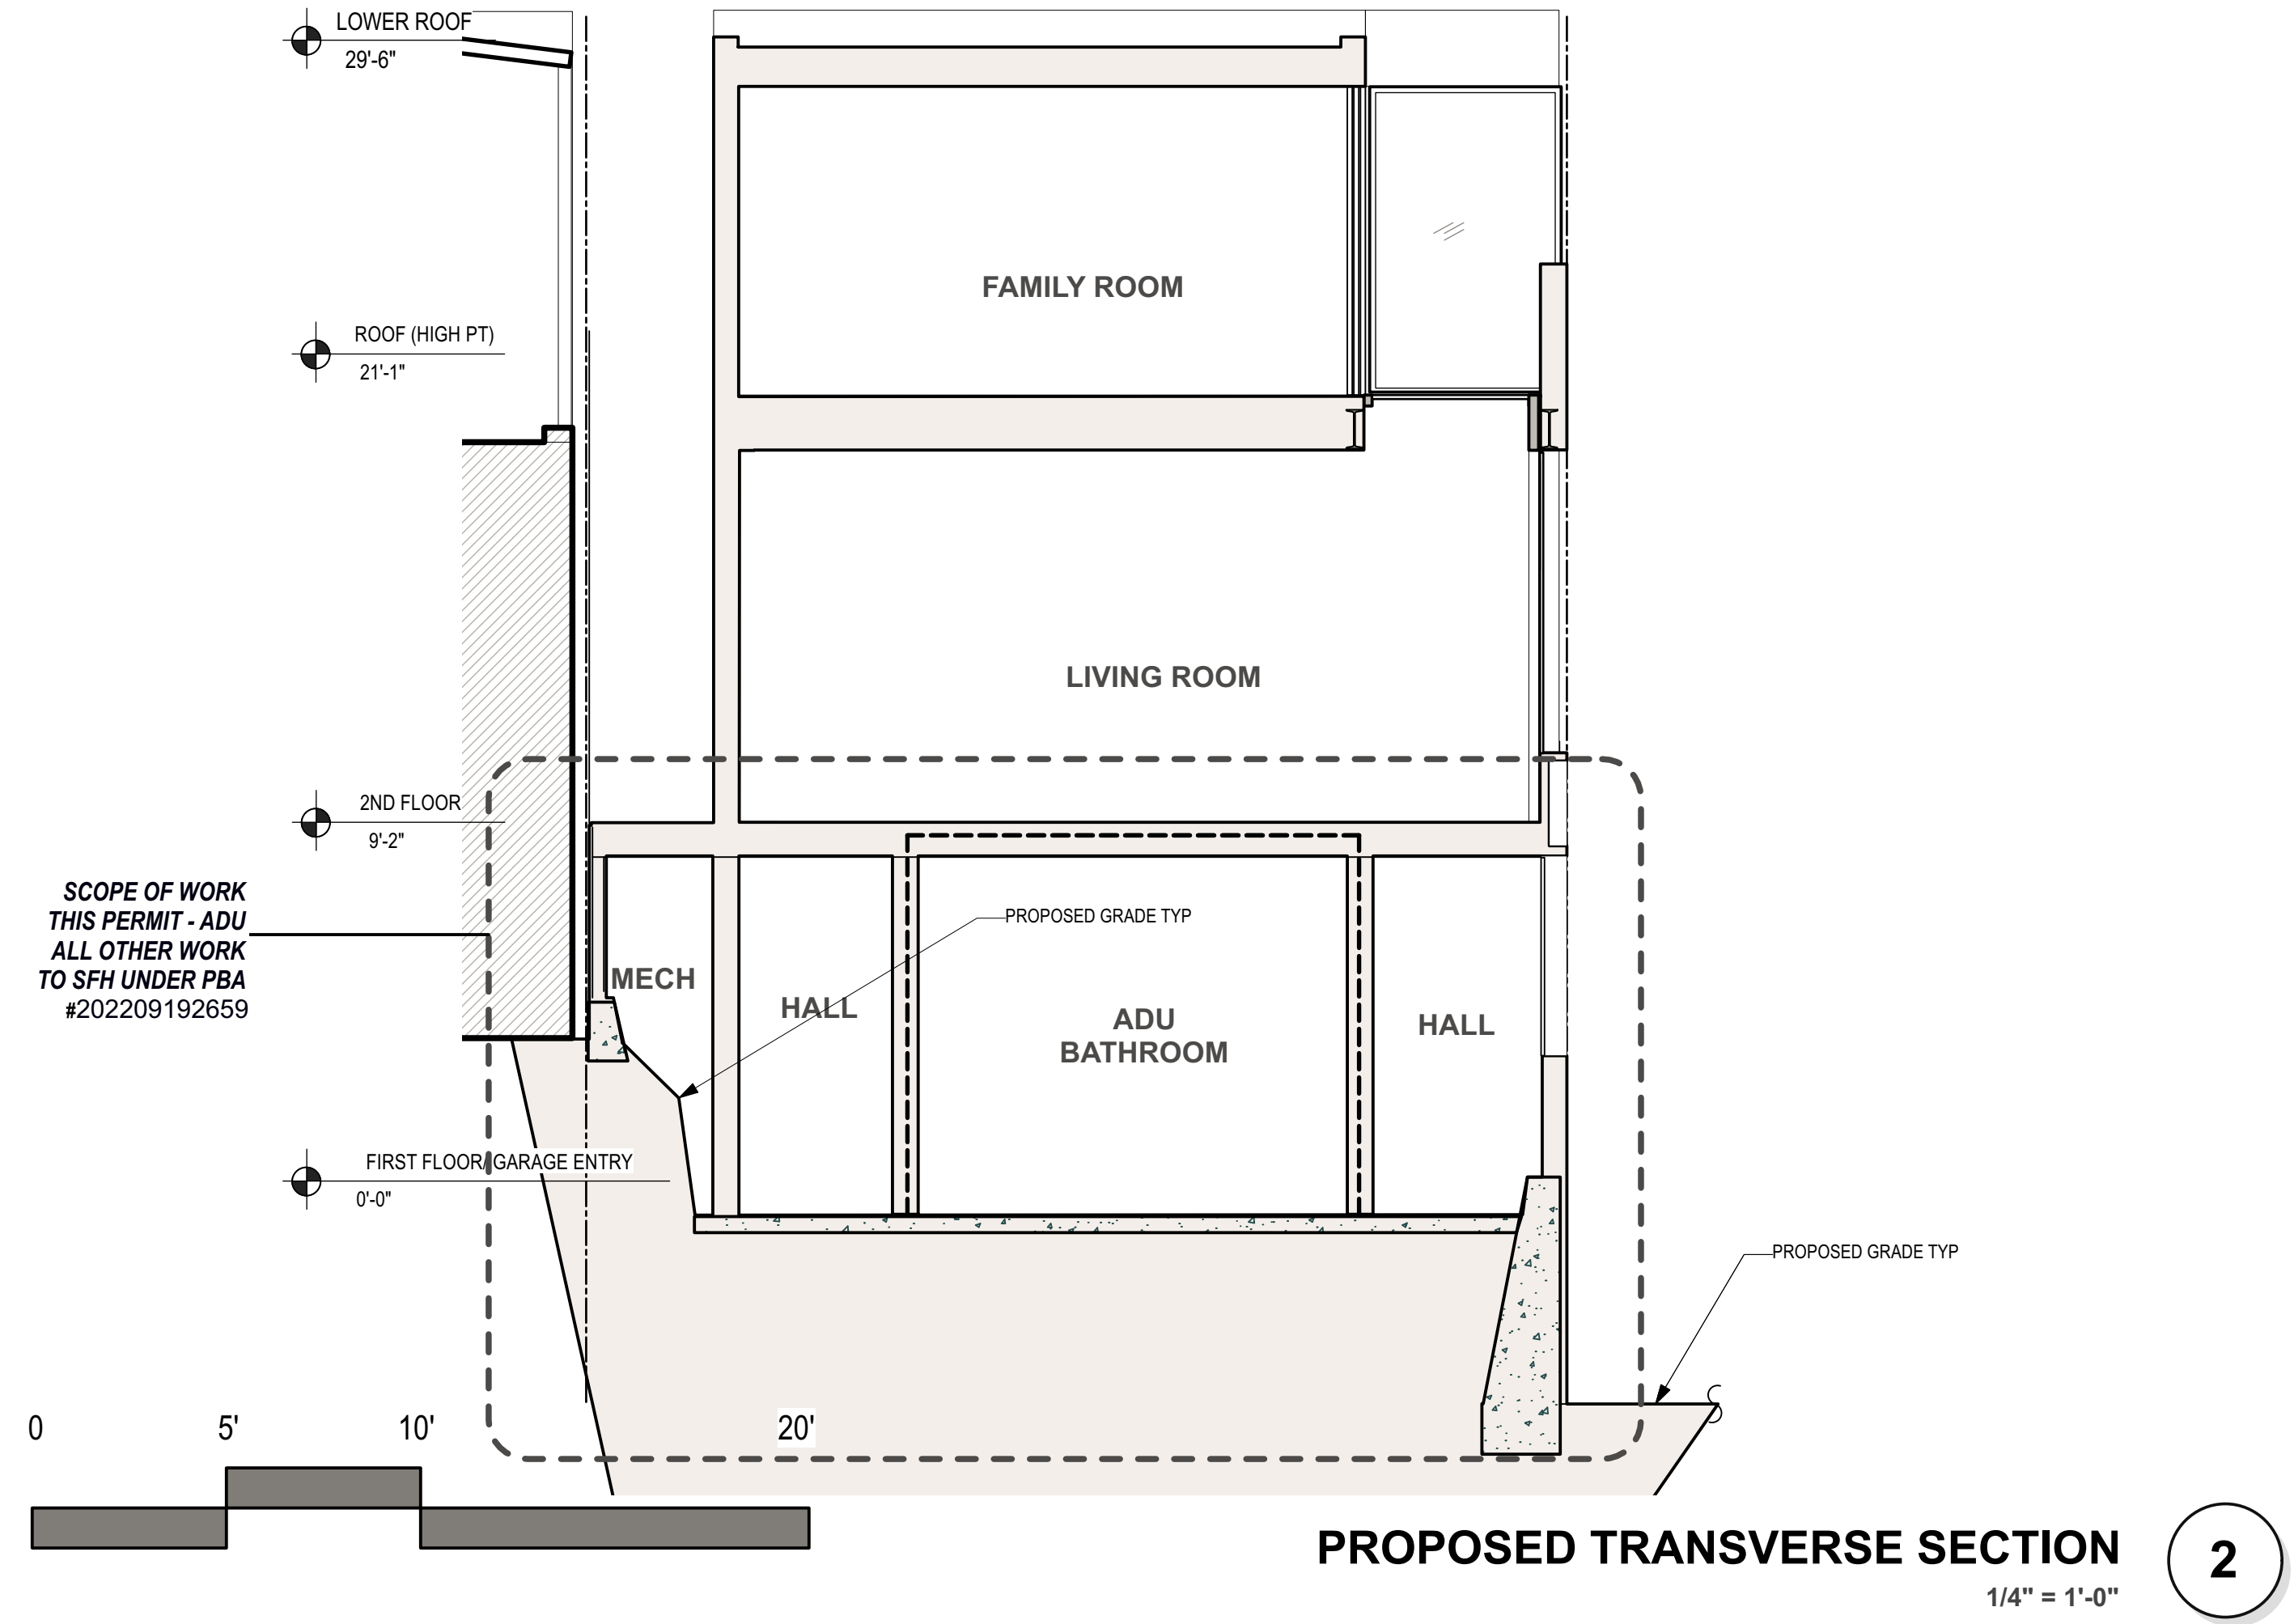 LOWER ROOF
29'-6"
FAMILY ROOM
ROOF (HIGH PT)
21'-1"
LIVING ROOM
2ND FLOOR
9'-2"
SCOPE OF WORK
THIS PERMIT - ADU
ALL OTHER WORK
TO SFH UNDER PBA
#202209192659
PROPOSED GRADE TYP
MECH
HALL
ADU
BATHROOM
HALL
FIRST FLOOR/ GARAGE ENTRY
0'-0"
PROPOSED GRADE TYP
0 5' 10' 20'
PROPOSED TRANSVERSE SECTION
1/4" = 1'-0"
2